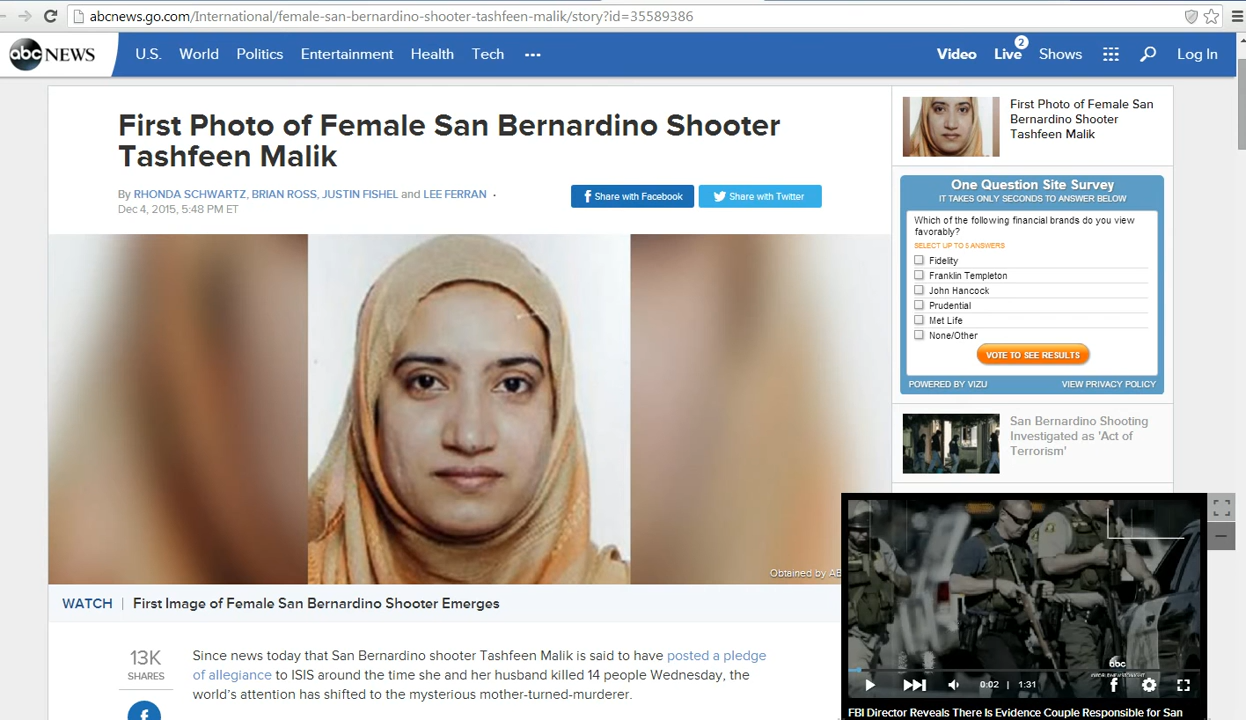 abcnews.go.com/International/female-san-bernardino-shooter-tashfeen-malik/story?id=35589386
abc NEWS
U.S. World Politics Entertainment Health Tech ...
Video Live 2 Shows Log In
First Photo of Female San Bernardino Shooter
Tashfeen Malik
By RHONDA SCHWARTZ, BRIAN ROSS, JUSTIN FISHEL and LEE FERRAN ·
Dec 4, 2015, 5:48 PM ET
Share with Facebook
Share with Twitter
Obtained by AB
WATCH | First Image of Female San Bernardino Shooter Emerges
13K
SHARES
Since news today that San Bernardino shooter Tashfeen Malik is said to have posted a pledge
of allegiance to ISIS around the time she and her husband killed 14 people Wednesday, the
world's attention has shifted to the mysterious mother-turned-murderer.
First Photo of Female San
Bernardino Shooter
Tashfeen Malik
One Question Site Survey
IT TAKES ONLY SECONDS TO ANSWER BELOW
Which of the following financial brands do you view
favorably?
SELECT UP TO 5 ANSWERS
Fidelity
Franklin Templeton
John Hancock
Prudential
Met Life
None/Other
VOTE TO SEE RESULTS
POWERED BY VIZU VIEW PRIVACY POLICY
San Bernardino Shooting
Investigated as 'Act of
Terrorism'
abc
0:02 | 1:31
FBI Director Reveals There Is Evidence Couple Responsible for San